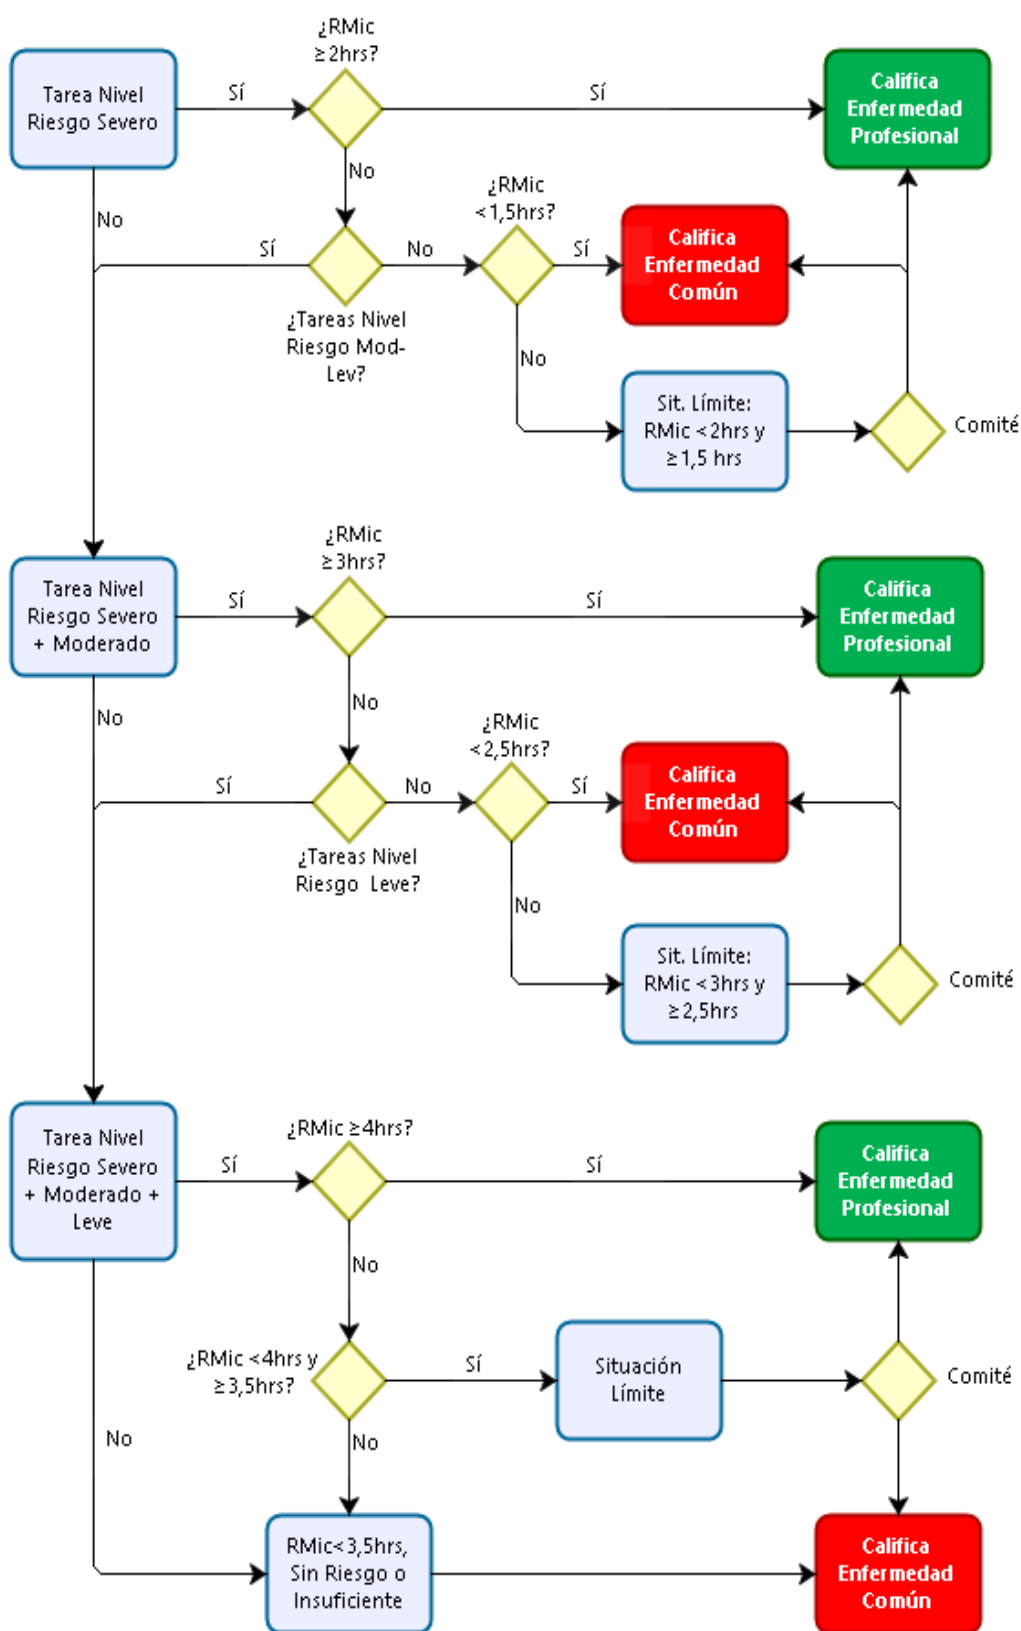 ¿RMic
≥2hrs?
Tarea Nivel
Riesgo Severo
Sí
Sí
Califica
Enfermedad
Profesional
No
No
¿RMic
<1,5hrs?
Sí
No
Sí
Califica
Enfermedad
Común
¿Tareas Nivel
Riesgo Mod-
Lev?
No
Sit. Límite:
RMic <2hrs y
≥1,5 hrs
Comité
¿RMic
≥3hrs?
Tarea Nivel
Riesgo Severo
+ Moderado
Sí
Sí
Califica
Enfermedad
Profesional
No
No
¿RMic
<2,5hrs?
Sí
No
Sí
Califica
Enfermedad
Común
¿Tareas Nivel
Riesgo Leve?
No
Sit. Límite:
RMic <3hrs y
≥2,5hrs
Comité
¿RMic ≥4hrs?
Tarea Nivel
Riesgo Severo
+ Moderado +
Leve
Sí
Sí
Califica
Enfermedad
Profesional
No
¿RMic <4hrs y
≥3,5hrs?
Sí
Situación
Límite
Comité
No
No
RMic<3,5hrs,
Sin Riesgo o
Insuficiente
Califica
Enfermedad
Común